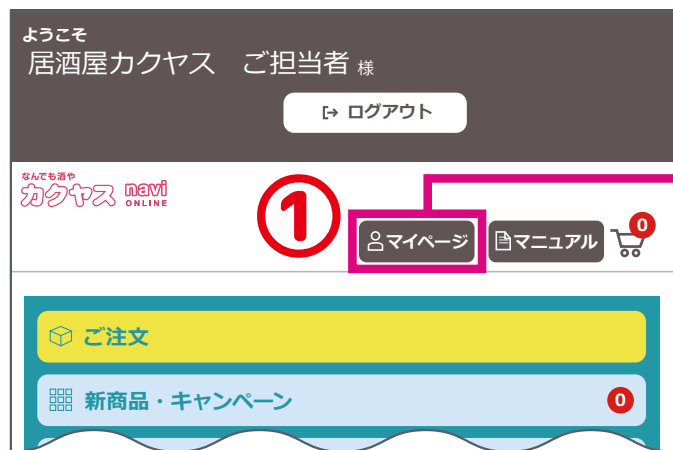 ようこそ
居酒屋カクヤス　ご担当者 様
ログアウト
なんでも酒や
カクヤス navi
ONLINE
①
マイページ
マニュアル
0
ご注文
新商品・キャンペーン
0